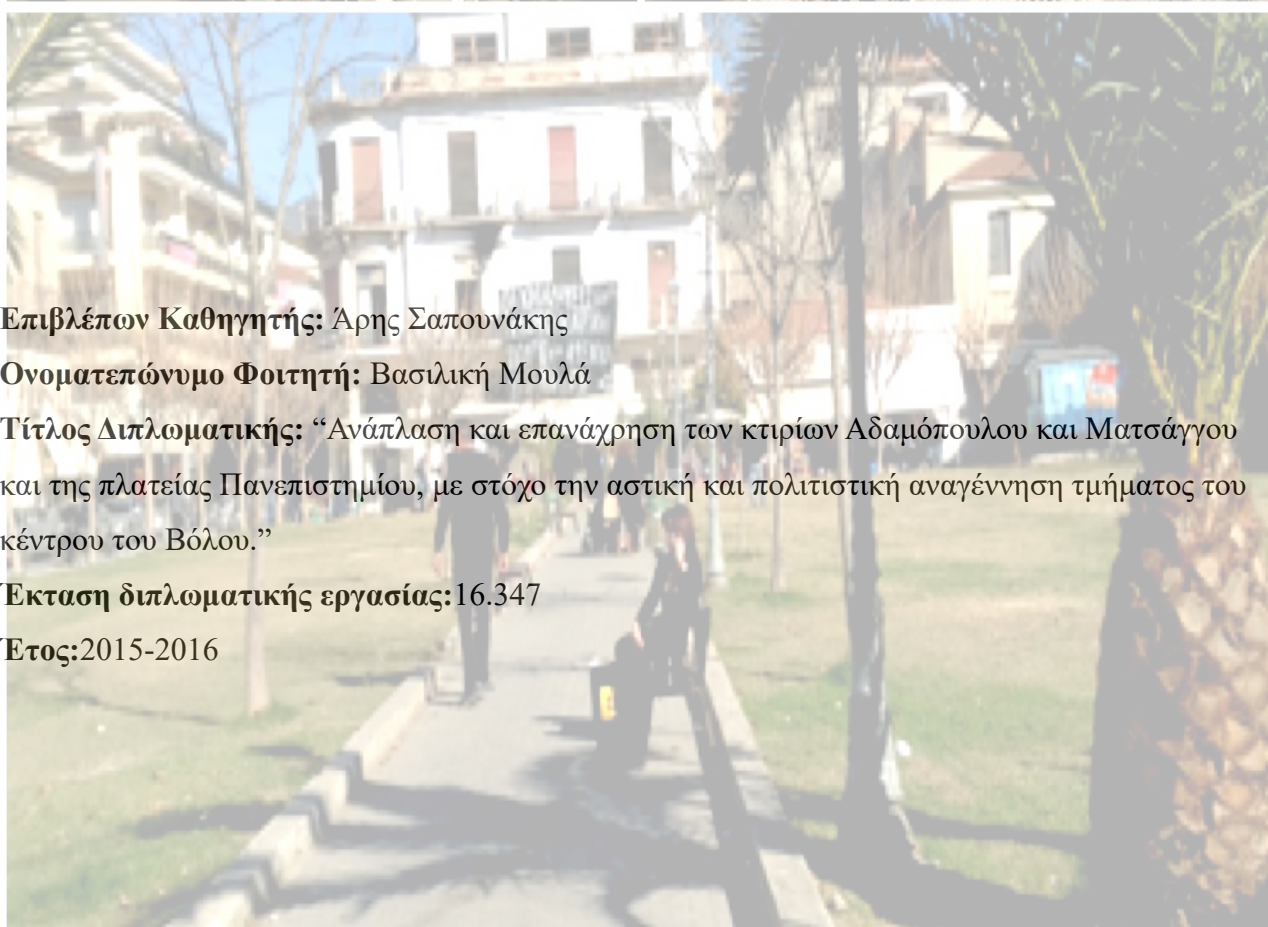 Επιβλέπων Καθηγητής: Άρης Σαπουνάκης
Ονοματεπώνυμο Φοιτητή: Βασιλική Μουλά
Τίτλος Διπλωματικής: “Ανάπλαση και επανάχρηση των κτιρίων Αδαμόπουλου και Ματσάγγου
και της πλατείας Πανεπιστημίου, με στόχο την αστική και πολιτιστική αναγέννηση τμήματος του
κέντρου του Βόλου.”
Έκταση διπλωματικής εργασίας:16.347
Έτος:2015-2016